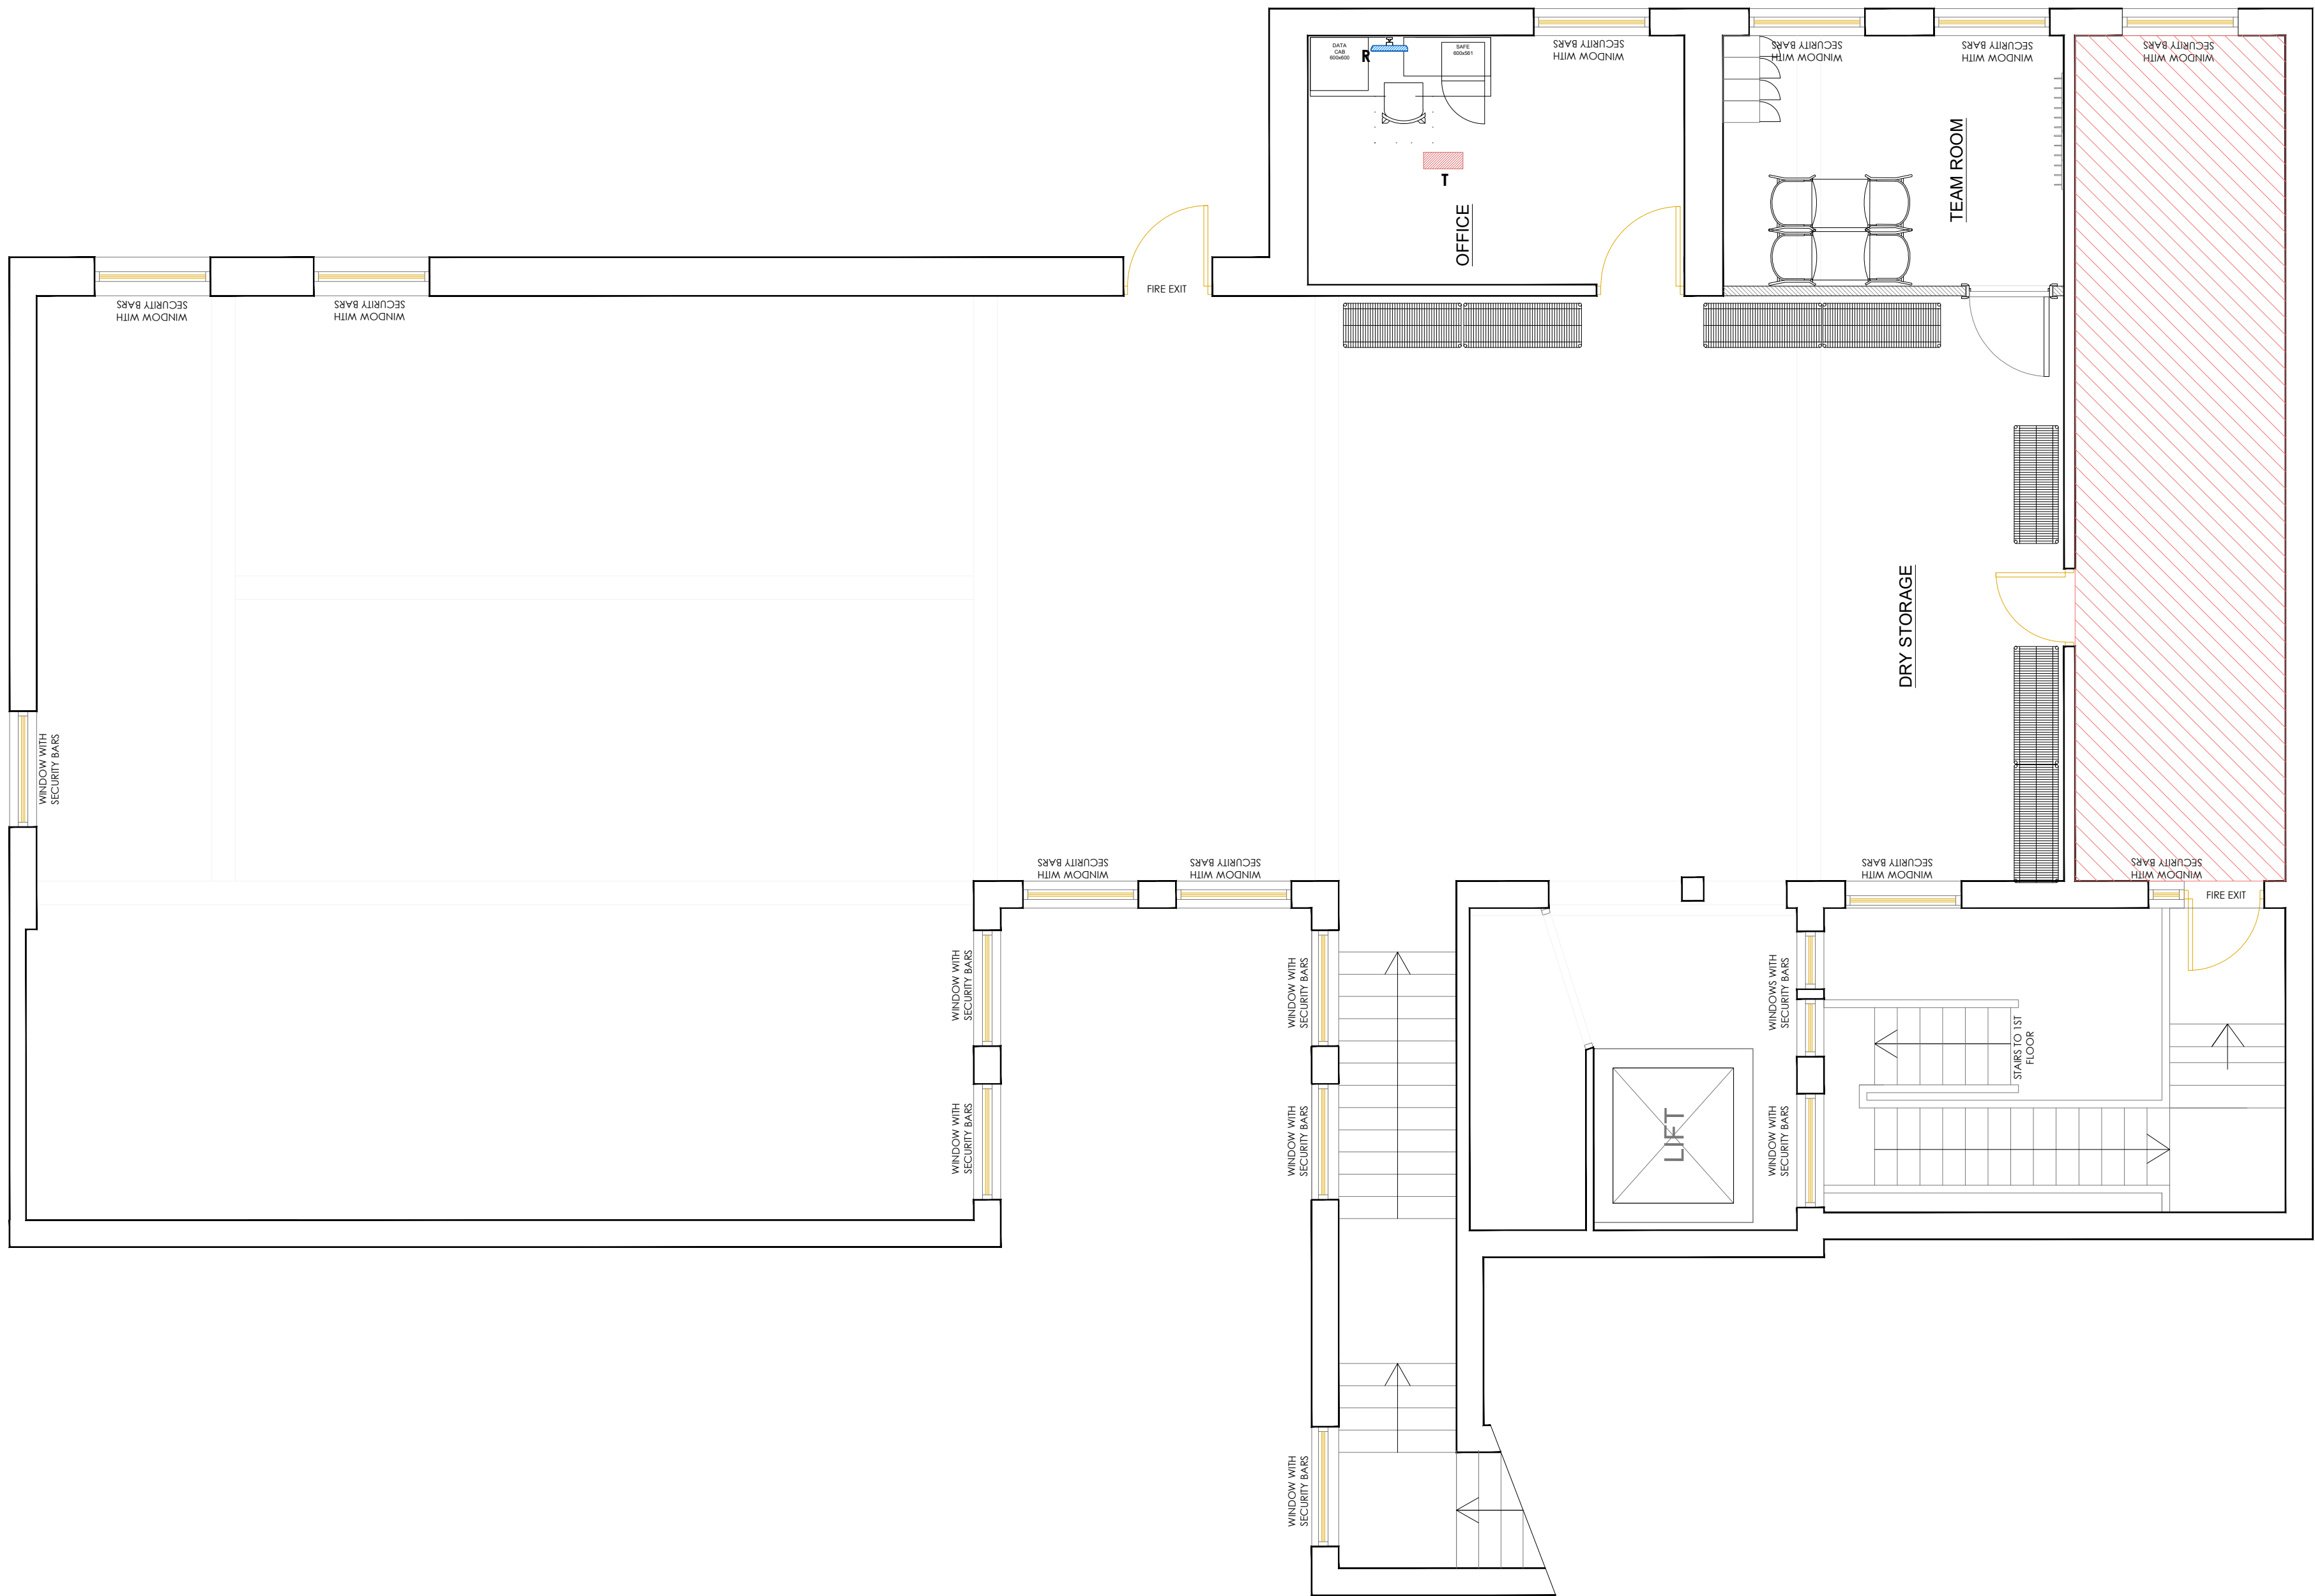 DATA
CAB
600x600
R
SAFE
600x561
T
OFFICE
WINDOW WITH
SECURITY BARS
WINDOW WITH
SECURITY BARS
WINDOW WITH
SECURITY BARS
WINDOW WITH
SECURITY BARS
TEAM ROOM
FIRE EXIT
WINDOW WITH
SECURITY BARS
WINDOW WITH
SECURITY BARS
DRY STORAGE
WINDOW WITH
SECURITY BARS
WINDOW WITH
SECURITY BARS
WINDOW WITH
SECURITY BARS
WINDOW WITH
SECURITY BARS
WINDOW WITH
SECURITY BARS
FIRE EXIT
WINDOW WITH
SECURITY BARS
WINDOW WITH
SECURITY BARS
WINDOWS WITH
SECURITY BARS
STAIRS TO 1ST
FLOOR
WINDOW WITH
SECURITY BARS
WINDOW WITH
SECURITY BARS
LIFT
WINDOW WITH
SECURITY BARS
WINDOW WITH
SECURITY BARS